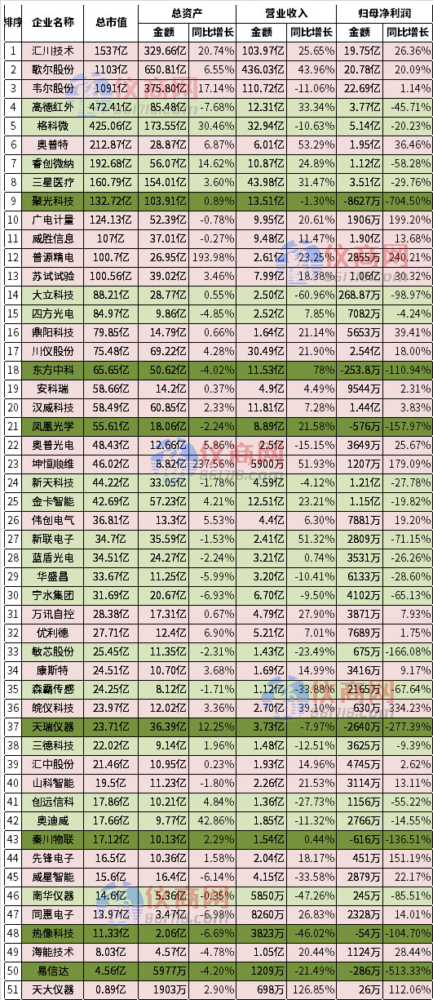 排序 企业名称 总市值 总资产 营业收入 归母净利润
金额 同比增长 金额 同比增长 金额 同比增长
1 汇川技术 1537亿 329.66亿 20.74% 103.97亿 25.65% 19.75亿 26.36%
2 歌尔股份 1103亿 650.81亿 6.55% 436.03亿 43.96% 20.78亿 20.09%
3 韦尔股份 1091亿 375.80亿 17.14% 110.72亿 -11.06% 22.69亿 1.14%
4 高德红外 472.41亿 85.48亿 -7.68% 12.31亿 33.34% 3.77亿 -45.71%
5 格科微 425.06亿 173.55亿 30.46% 32.94亿 -10.63% 5.14亿 -20.23%
6 奥普特 212.87亿 28.87亿 6.87% 6.01亿 53.29% 1.95亿 36.46%
7 睿创微纳 192.68亿 56.07亿 14.62% 10.87亿 24.89% 1.12亿 -58.28%
8 三星医疗 160.79亿 154.01亿 3.60% 43.98亿 31.47% 3.51亿 -29.76%
9 聚光科技 132.72亿 103.91亿 0.89% 13.51亿 -1.30% -8627万 -704.50%
10 广电计量 124.13亿 52.39亿 -0.78% 9.95亿 20.61% 1906万 199.20%
11 威胜信息 107亿 37.01亿 -0.27% 9.48亿 11.47% 1.90亿 13.68%
12 普源精电 100.7亿 26.95亿 193.98% 2.61亿 23.25% 2855万 240.21%
13 苏试试验 100.56亿 39.02亿 3.46% 7.99亿 18.38% 1.06亿 30.32%
14 大立科技 88.21亿 28.77亿 0.55% 2.50亿 -60.96% 268.87万 -98.97%
15 四方光电 84.97亿 9.86亿 -4.85% 2.52亿 7.85% 7082万 -4.24%
16 鼎阳科技 79.85亿 14.79亿 0.66% 1.64亿 21.14% 5653万 39.41%
17 川仪股份 75.48亿 69.22亿 4.28% 30.49亿 21.90% 2.54亿 18.00%
18 东方中科 65.65亿 50.62亿 -4.02% 11.53亿 78% -253.8万 -110.94%
19 安科瑞 58.66亿 14.2亿 0.37% 4.9亿 4.49% 9544万 2.31%
20 汉威科技 58.49亿 60.85亿 2.33% 11.81亿 7.28% 1.44亿 3.83%
21 凤凰光学 55.61亿 18.06亿 -2.24% 8.89亿 21.58% -576万 -157.97%
22 奥普光电 48.43亿 12.66亿 5.86% 2.5亿 -15.15% 3649万 25.67%
23 坤恒顺维 46.02亿 8.82亿 237.56% 5900万 51.93% 1207万 179.09%
24 新天科技 44.22亿 33.05亿 1.78% 4.59亿 -4.12% 1.21亿 -27.78%
25 金卡智能 42.69亿 57.23亿 4.21% 12.51亿 23.21% 1.15亿 -19.82%
26 伟创电气 36.81亿 13.3亿 5.53% 4.4亿 6.30% 7881万 19.20%
27 新联电子 34.7亿 35.59亿 -1.53% 2.41亿 51.32% 2809万 -71.15%
28 蓝盾光电 34.51亿 24.27亿 -2.24% 3.21亿 0.74% 3531万 -26.26%
29 华盛昌 33.67亿 11.25亿 -5.99% 3.20亿 -10.41% 6133万 -28.60%
30 宁水集团 31.69亿 20.67亿 -6.93% 6.70亿 -9.50% 4102万 -65.13%
31 万讯自控 28.38亿 17.31亿 0.67% 4.79亿 27.90% 3871万 7.93%
32 优利德 27.71亿 12.4亿 6.90% 5.21亿 7.01% 7689万 1.75%
33 敏芯股份 25.45亿 11.35亿 -2.31% 1.43亿 -23.49% 675万 -166.08%
34 康斯特 24.51亿 10.70亿 3.68% 1.69亿 14.99% 3416万 9.17%
35 森霸传感 24.25亿 8.12亿 -1.71% 1.12亿 -33.88% 2165万 -67.64%
36 皖仪科技 23.97亿 12.02亿 3.36% 2.70亿 39.10% 630万 334.23%
37 天瑞仪器 23.71亿 36.39亿 12.25% 3.73亿 -7.97% -2640万 -277.39%
38 三德科技 22.02亿 9.14亿 1.96% 1.48亿 -12.51% 3625万 -9.39%
39 汇中股份 21.46亿 10.95亿 0.23% 1.93亿 14.96% 4745万 2.62%
40 山科智能 19.5亿 11.23亿 -1.80% 2.26亿 21.53% 3114万 13.11%
41 创远信科 17.86亿 10.21亿 4.84% 1.36亿 -27.73% 1156万 -55.22%
42 奥迪威 17.66亿 9.77亿 42.86% 1.85亿 -11.32% 2766万 -14.55%
43 秦川物联 17.12亿 10.13亿 2.29% 1.54亿 0.44% -616万 -136.51%
44 先锋电子 16.5亿 10.36亿 1.58% 2.04亿 18.17% 451万 151.19%
45 威星智能 15.6亿 16.4亿 -6.14% 4.15亿 -33.58% 2879万 22.17%
46 南华仪器 14.6亿 5.36亿 -0.35% 5850万 -47.26% 245万 -85.51%
47 同惠电子 13.97亿 3.47亿 -6.98% 8260万 26.83% 2328万 14.01%
48 热像科技 11.33亿 2.06亿 -6.69% 3823万 -46.02% -54万 -104.70%
49 海能技术 8.03亿 4.57亿 -4.78% 1.05亿 20.44% 1124万 28.44%
50 易信达 4.56亿 5977万 -4.20% 1209万 -21.49% -286万 -513.33%
51 天大仪器 0.89亿 1903万 2.90% 698万 126.85% 26万 112.06%
仪商网
861718.com
仪商网
861718.com
仪商网
861718.com
仪商网
861718.com
仪商网
861718.com